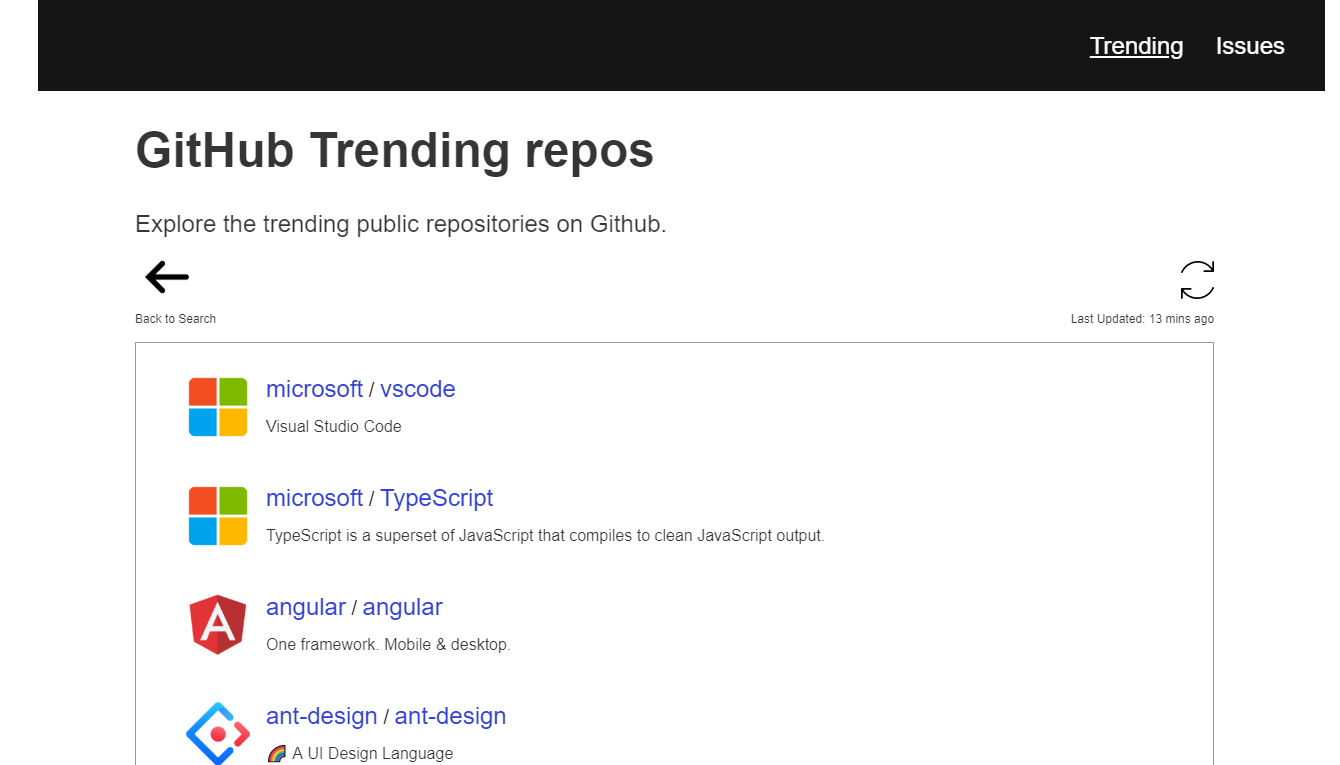 Trending Issues
GitHub Trending repos
Explore the trending public repositories on Github.
Back to Search
Last Updated: 13 mins ago
microsoft / vscode
Visual Studio Code
microsoft / TypeScript
TypeScript is a superset of JavaScript that compiles to clean JavaScript output.
angular / angular
One framework. Mobile & desktop.
ant-design / ant-design
🌈 A UI Design Language